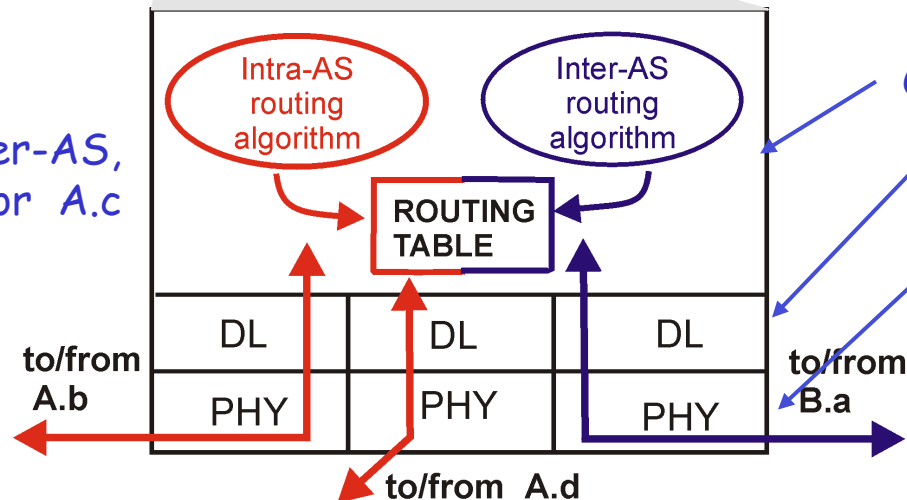 Intra-AS
routing
algorithm
Inter-AS
routing
algorithm
er-AS,
or A.c
ROUTING
TABLE
DL
DL
DL
to/from
A.b
to/from
B.a
PHY
PHY
PHY
to/from A.d